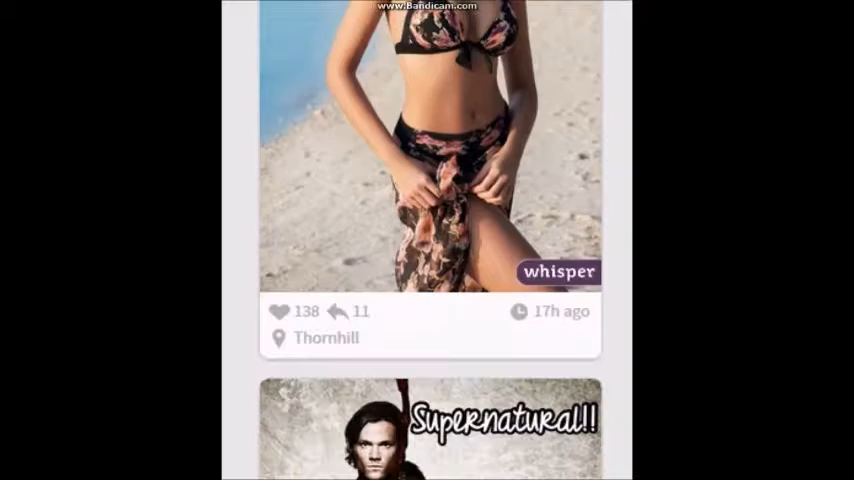 www.Bandicam.com
whisper
138 11 17h ago
Thornhill
Supernatural!!